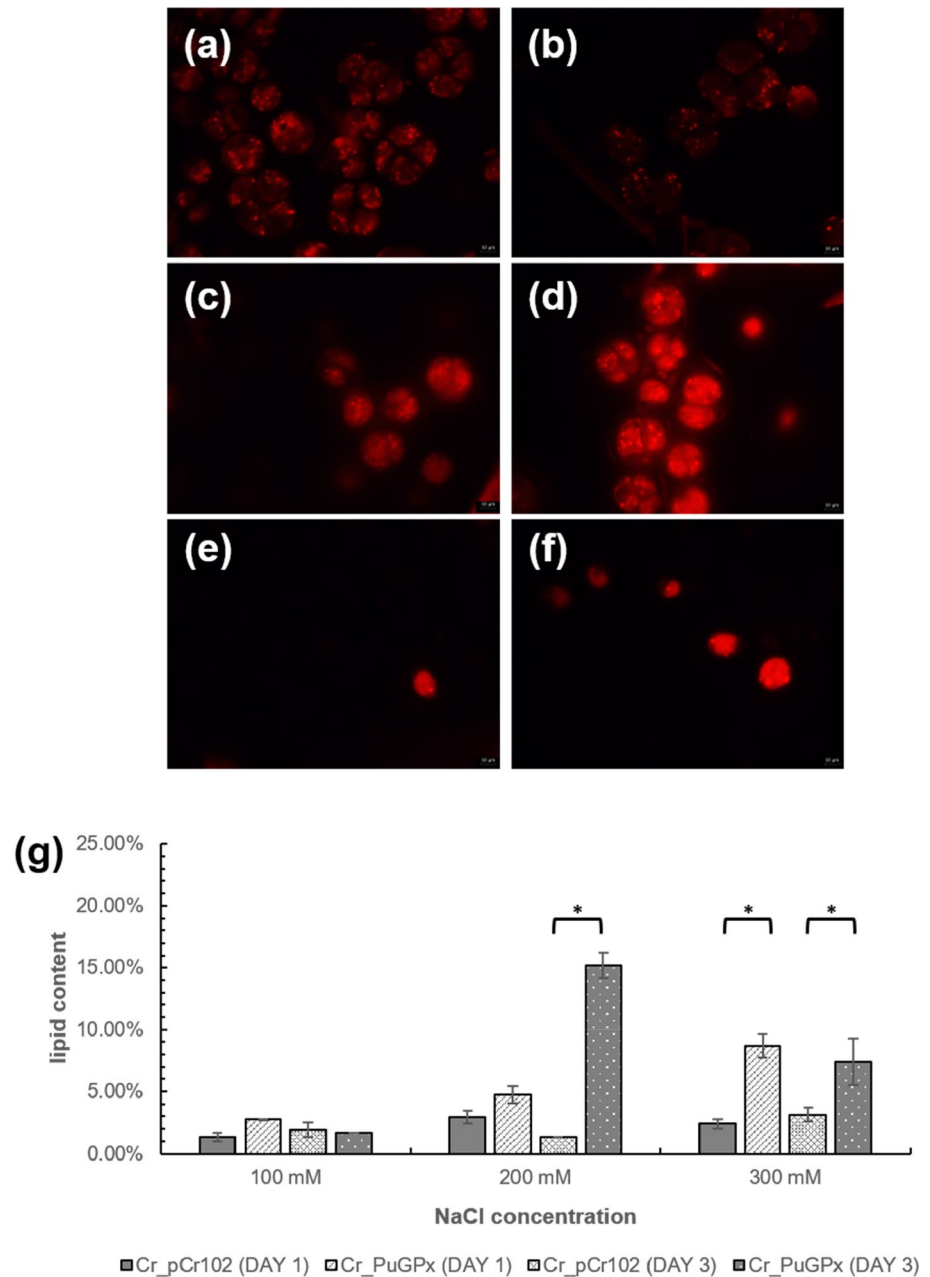 (a) (b)
(c) (d)
(e) (f)
(g)
25.00%
20.00%
15.00%
10.00%
5.00%
0.00%
lipid content
* * *
100 mM 200 mM 300 mM
NaCl concentration
Cr_pCr102 (DAY 1) Cr_PuGPx (DAY 1) Cr_pCr102 (DAY 3) Cr_PuGPx (DAY 3)